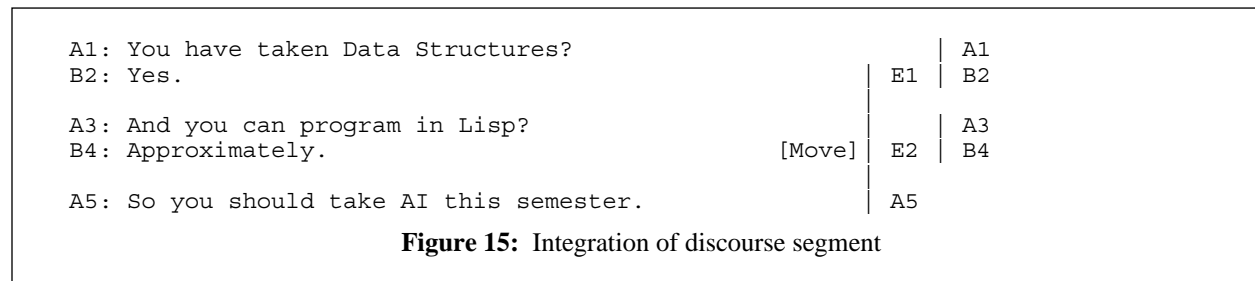 A1: You have taken Data Structures? | A1
B2: Yes. | E1 | B2
|
A3: And you can program in Lisp? | | A3
B4: Approximately. [Move]| E2 | B4
|
A5: So you should take AI this semester. | A5
Figure 15: Integration of discourse segment